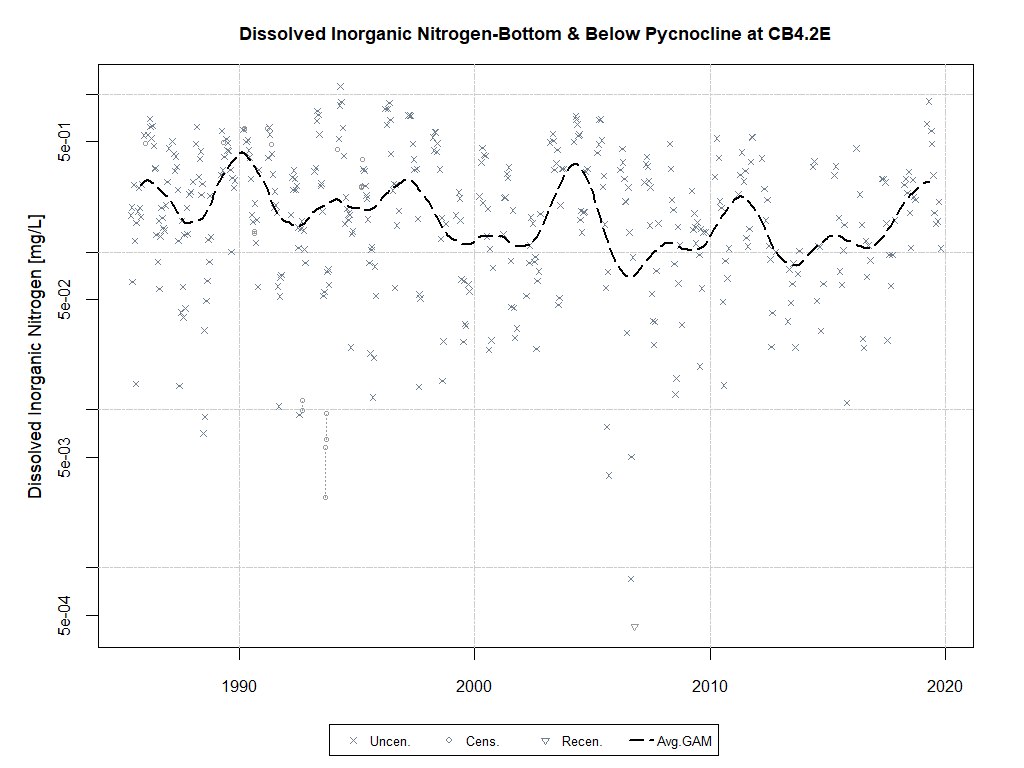 Dissolved Inorganic Nitrogen-Bottom & Below Pycnocline at CB4.2E
Dissolved Inorganic Nitrogen [mg/L]
5e-01
5e-02
5e-03
5e-04
1990 2000 2010 2020
Uncen. Cens. Recen. Avg.GAM